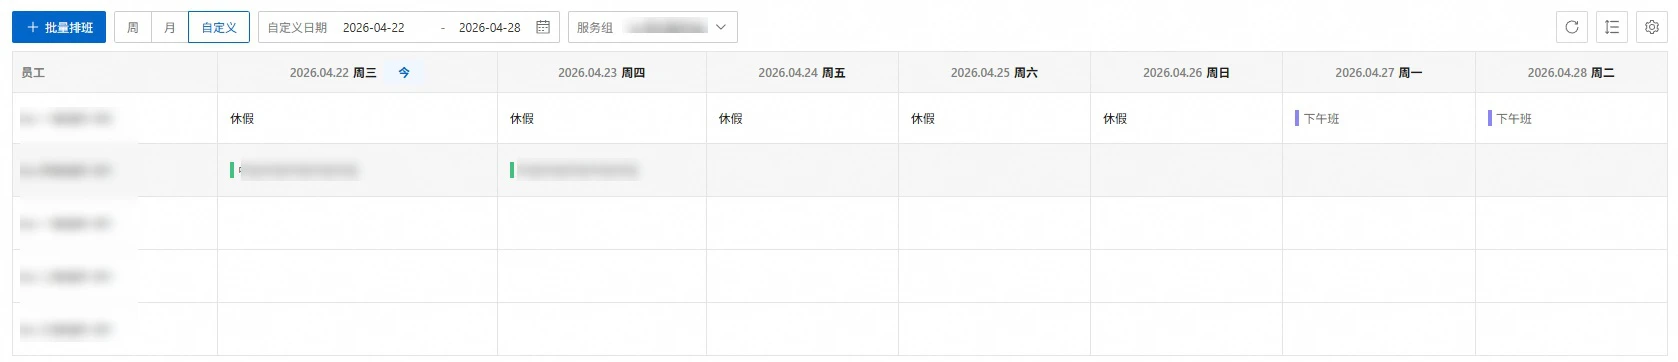 批量排班 周 月 自定义 自定义日期 2026-04-22 - 2026-04-28 服务组
员工 2026.04.22 周三 今 2026.04.23 周四 2026.04.24 周五 2026.04.25 周六 2026.04.26 周日 2026.04.27 周一 2026.04.28 周二
休假 休假 休假 休假 休假 下午班 下午班